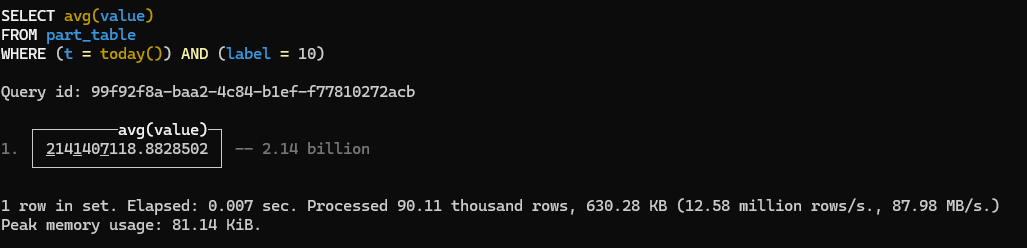 SELECT avg(value)
FROM part_table
WHERE (t = today()) AND (label = 10)
Query id: 99f92f8a-baa2-4c84-b1ef-f77810272acb
avg(value)
1. 2141407118.8828502 -- 2.14 billion
1 row in set. Elapsed: 0.007 sec. Processed 90.11 thousand rows, 630.28 KB (12.58 million rows/s., 87.98 MB/s.)
Peak memory usage: 81.14 KiB.